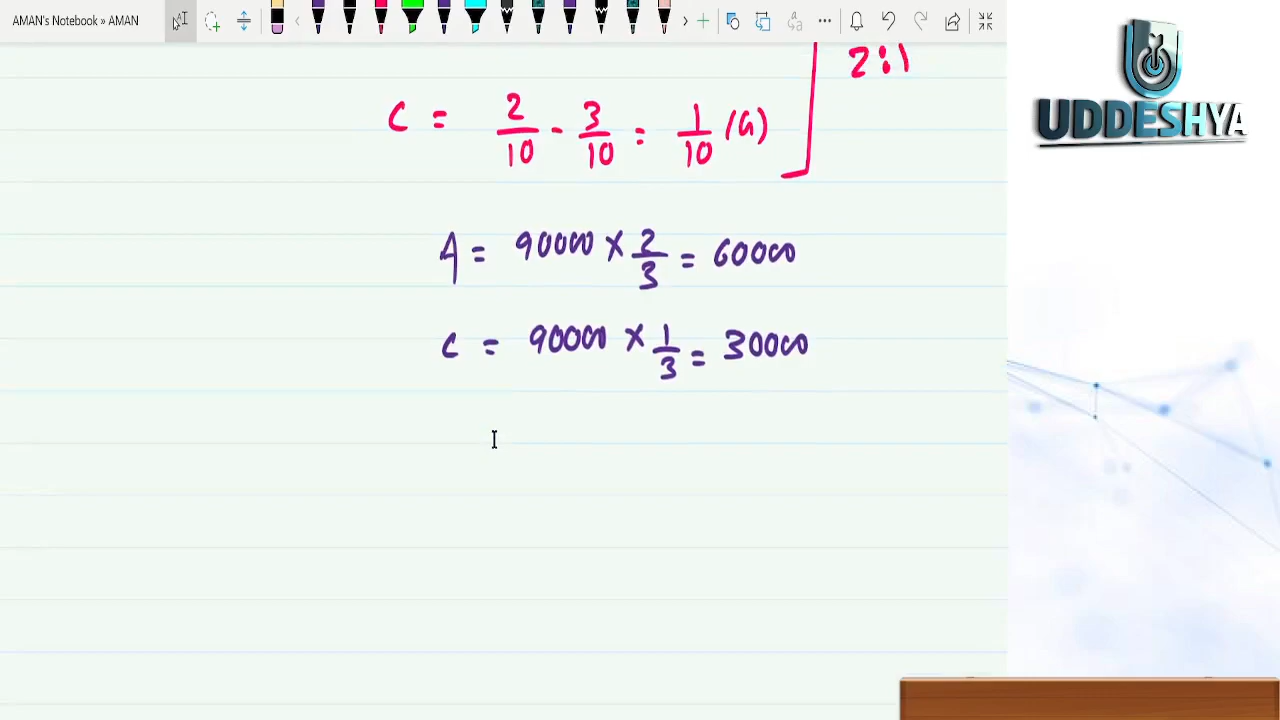 AMAN's Notebook » AMAN
2:1
C = 2/10 - 3/10 = 1/10 (G)
A = 90000 × 2/3 = 60000
C = 90000 × 1/3 = 30000
UDDESHYA